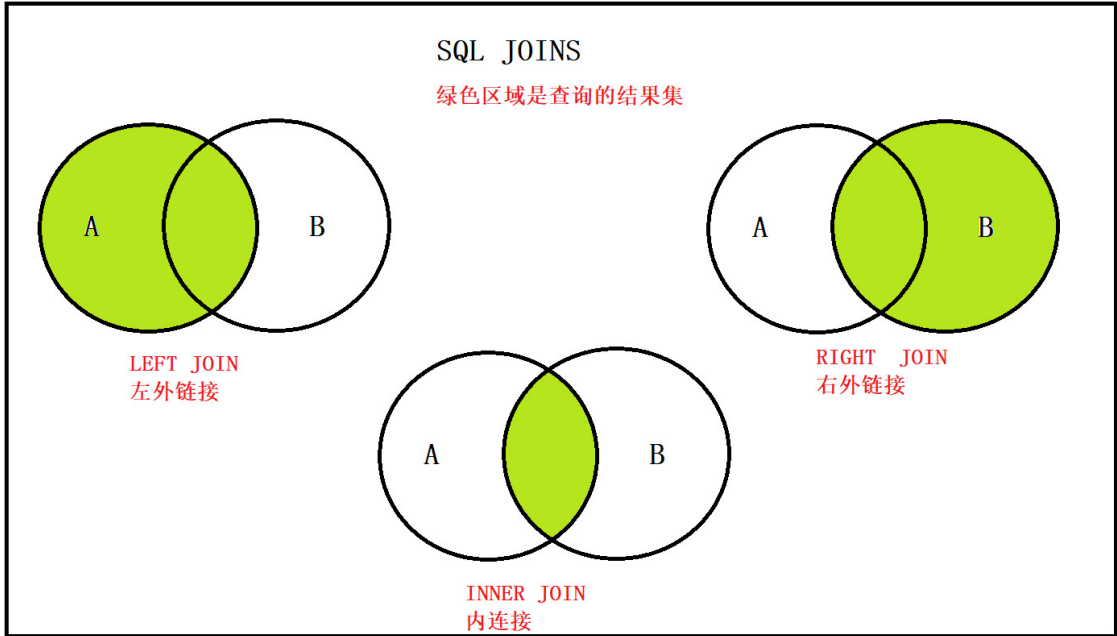 SQL JOINS
绿色区域是查询的结果集
A
B
LEFT JOIN
左外链接
A
B
RIGHT JOIN
右外链接
A
B
INNER JOIN
内连接